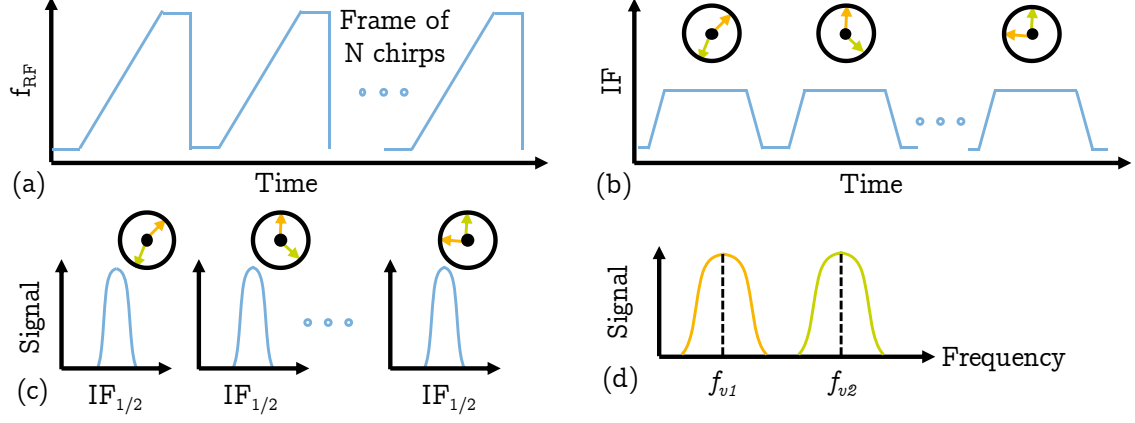 f_RF
Frame of
N chirps
Time
(a)
IF
Time
(b)
Signal
IF_1/2
IF_1/2
IF_1/2
(c)
Signal
f_v1
f_v2
Frequency
(d)